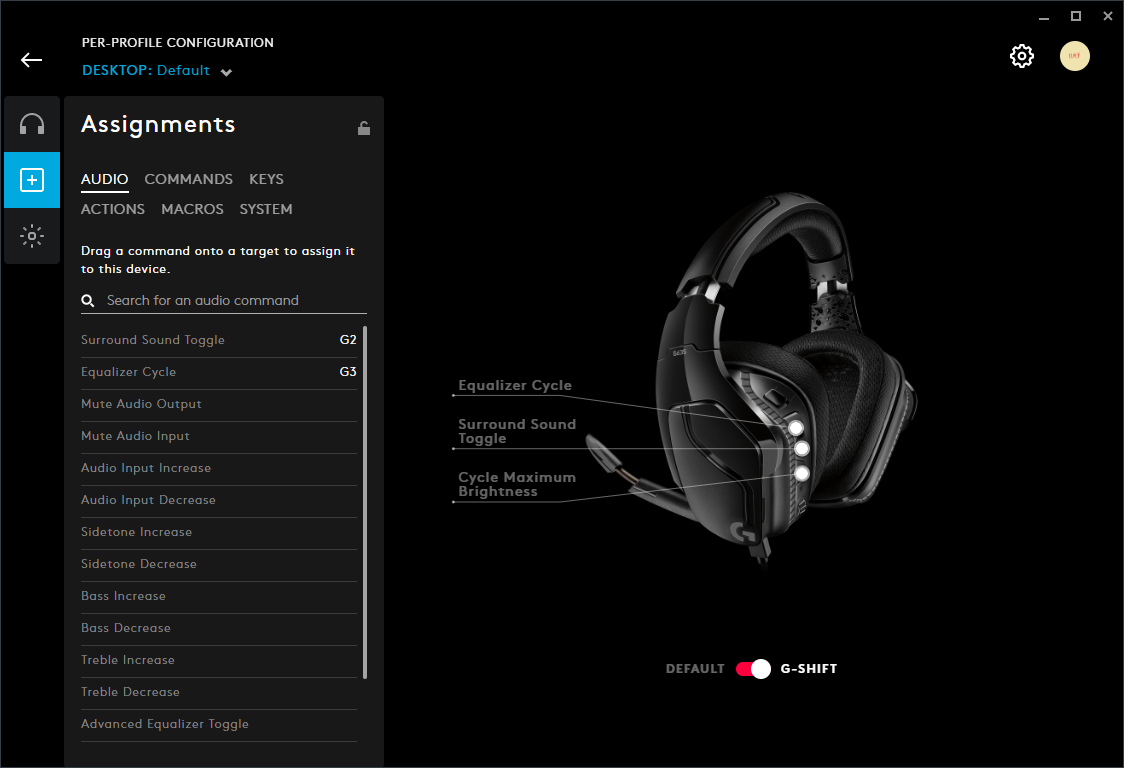 PER-PROFILE CONFIGURATION
DESKTOP: Default
Assignments
AUDIO COMMANDS KEYS
ACTIONS MACROS SYSTEM
Drag a command onto a target to assign it
to this device.
Search for an audio command
Surround Sound Toggle G2
Equalizer Cycle G3
Mute Audio Output
Mute Audio Input
Audio Input Increase
Audio Input Decrease
Sidetone Increase
Sidetone Decrease
Bass Increase
Bass Decrease
Treble Increase
Treble Decrease
Advanced Equalizer Toggle
Equalizer Cycle
Surround Sound
Toggle
Cycle Maximum
Brightness
DEFAULT G-SHIFT